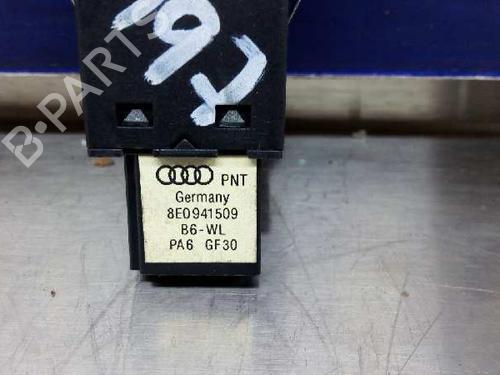 B-PARTS
PNT
Germany
8E0941509
B6-WL
PA6 GF30